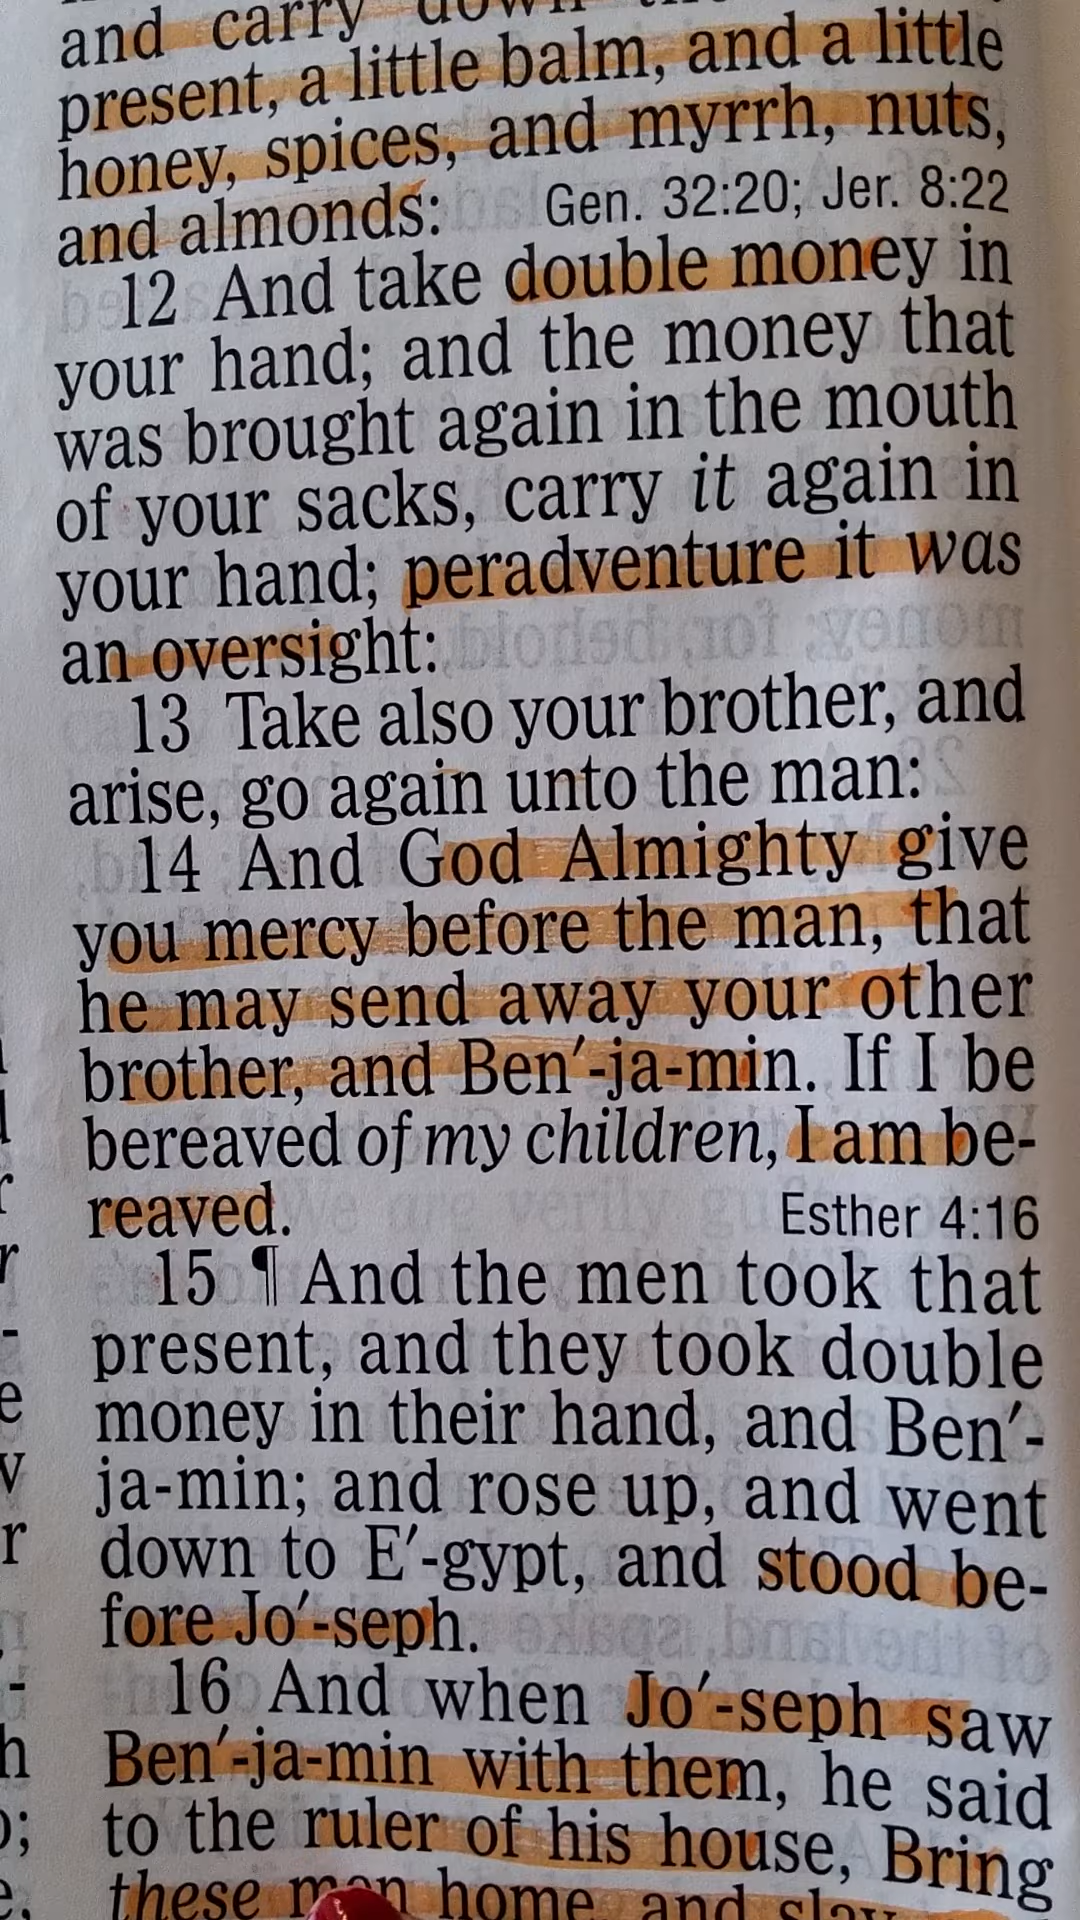 and carry down
present, a little balm, and a little
honey, spices, and myrrh, nuts,
and almonds: Gen. 32:20; Jer. 8:22
12 And take double money in
your hand; and the money that
was brought again in the mouth
of your sacks, carry it again in
your hand; peradventure it was
an oversight:
13 Take also your brother, and
arise, go again unto the man:
14 And God Almighty give
you mercy before the man, that
he may send away your other
brother, and Ben′-ja-min. If I be
bereaved of my children, I am be-
reaved. Esther 4:16
15 ¶ And the men took that
present, and they took double
money in their hand, and Ben′-
ja-min; and rose up, and went
down to E′-gypt, and stood be-
fore Jo′-seph.
16 And when Jo′-seph saw
Ben′-ja-min with them, he said
to the ruler of his house, Bring
these men home, and slay,